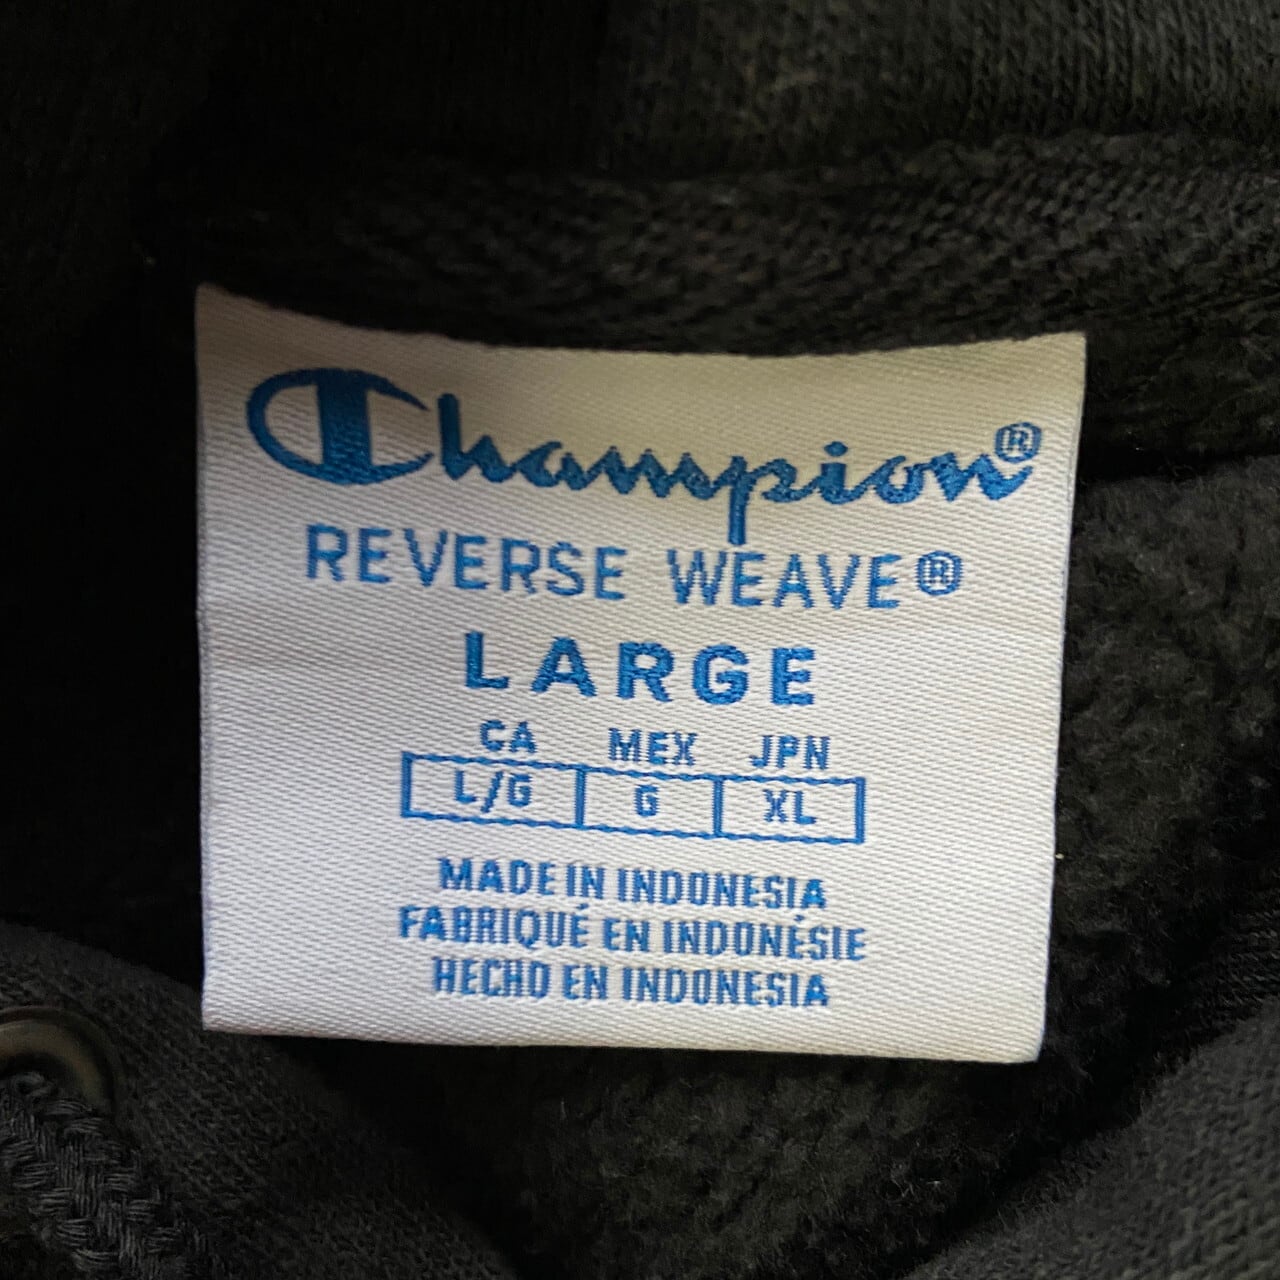 Champion®
REVERSE WEAVE®
LARGE
CA MEX JPN
L/G G XL
MADE IN INDONESIA
FABRIQUÉ EN INDONÉSIE
HECHO EN INDONESIA